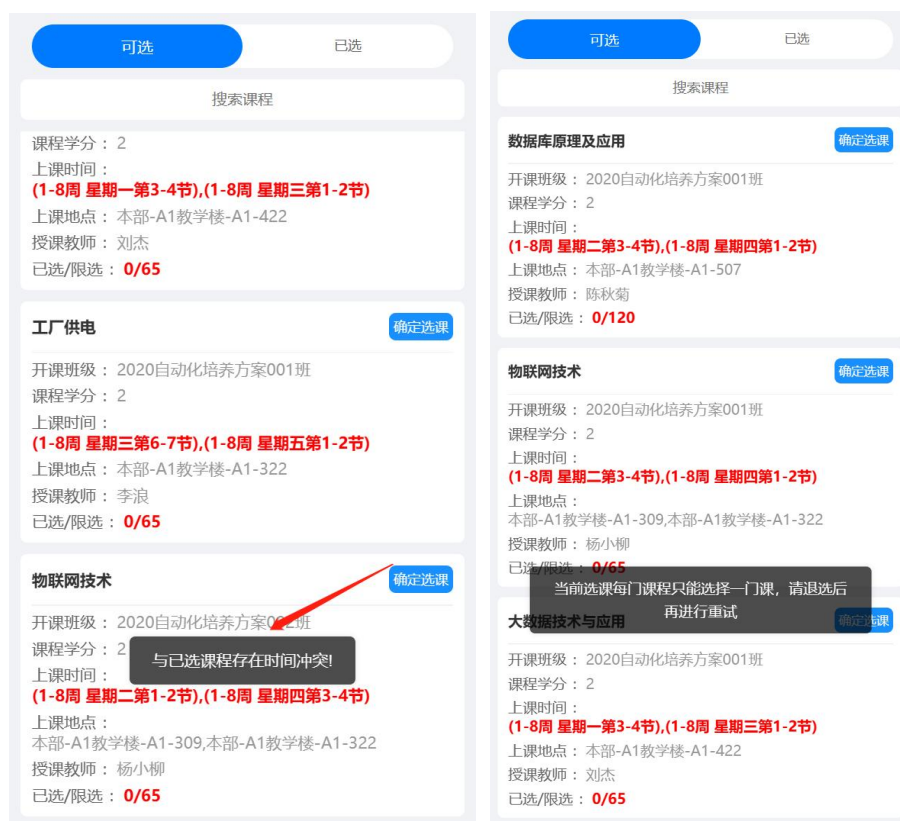 可选
已选
搜索课程
课程学分： 2
上课时间：
(1-8周 星期一第3-4节),(1-8周 星期三第1-2节)
上课地点： 本部-A1教学楼-A1-422
授课教师： 刘杰
已选/限选： 0/65
工厂供电
确定选课
开课班级： 2020自动化培养方案001班
课程学分： 2
上课时间：
(1-8周 星期三第6-7节),(1-8周 星期五第1-2节)
上课地点： 本部-A1教学楼-A1-322
授课教师： 李浪
已选/限选： 0/65
物联网技术
确定选课
开课班级： 2020自动化培养方案002班
课程学分： 2
与已选课程存在时间冲突!
上课时间：
(1-8周 星期二第1-2节),(1-8周 星期四第3-4节)
上课地点：
本部-A1教学楼-A1-309,本部-A1教学楼-A1-322
授课教师： 杨小柳
已选/限选： 0/65
可选
已选
搜索课程
数据库原理及应用
确定选课
开课班级： 2020自动化培养方案001班
课程学分： 2
上课时间：
(1-8周 星期二第3-4节),(1-8周 星期四第1-2节)
上课地点： 本部-A1教学楼-A1-507
授课教师： 陈秋菊
已选/限选： 0/120
物联网技术
确定选课
开课班级： 2020自动化培养方案001班
课程学分： 2
上课时间：
(1-8周 星期二第3-4节),(1-8周 星期四第1-2节)
上课地点：
本部-A1教学楼-A1-309,本部-A1教学楼-A1-322
授课教师： 杨小柳
已选/限选： 0/65
当前选课每门课程只能选择一门课，请退选后
再进行重试
大数据技术与应用
确定选课
开课班级： 2020自动化培养方案001班
课程学分： 2
上课时间：
(1-8周 星期一第3-4节),(1-8周 星期三第1-2节)
上课地点： 本部-A1教学楼-A1-422
授课教师： 刘杰
已选/限选： 0/65